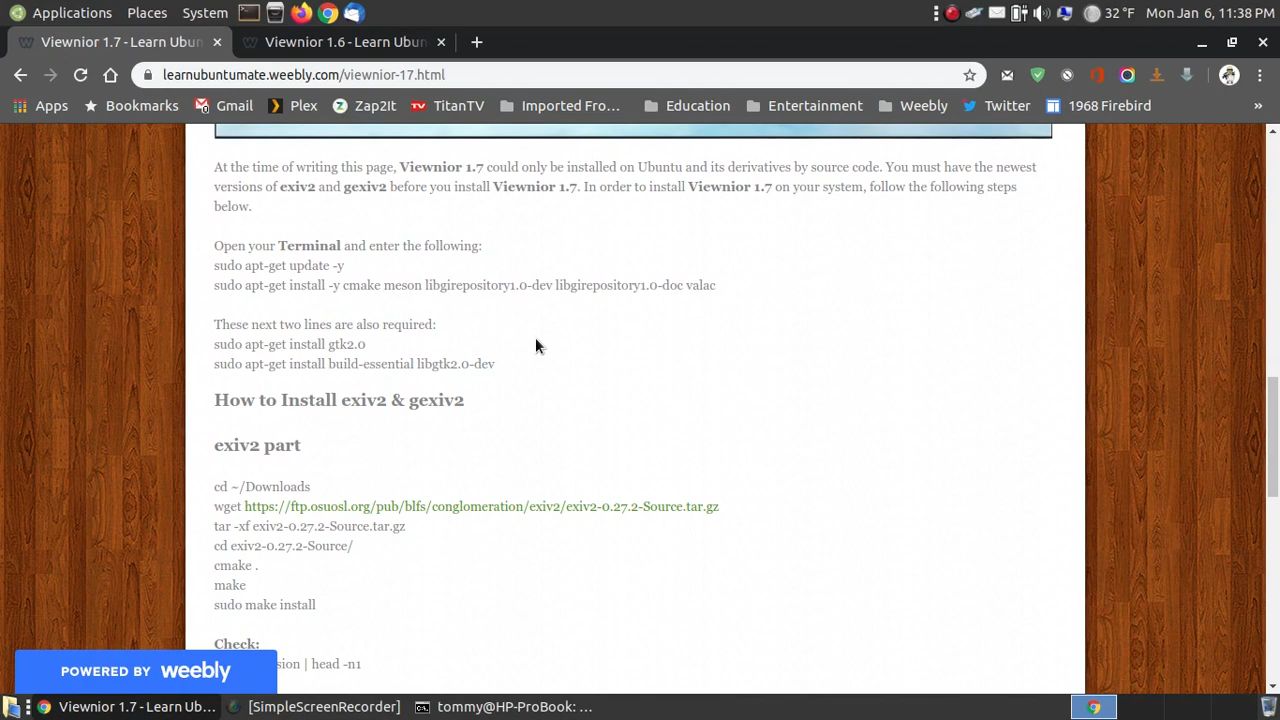 Applications Places System 32 °F Mon Jan 6, 11:38 PM
Viewnior 1.7 - Learn Ubun Viewnior 1.6 - Learn Ubun
learnubuntumate.weebly.com/viewnior-17.html
Apps Bookmarks Gmail Plex Zap2It TitanTV Imported Fro... Education Entertainment Weebly Twitter 1968 Firebird »
At the time of writing this page, Viewnior 1.7 could only be installed on Ubuntu and its derivatives by source code. You must have the newest
versions of exiv2 and gexiv2 before you install Viewnior 1.7. In order to install Viewnior 1.7 on your system, follow the following steps
below.
Open your Terminal and enter the following:
sudo apt-get update -y
sudo apt-get install -y cmake meson libgirepository1.0-dev libgirepository1.0-doc valac
These next two lines are also required:
sudo apt-get install gtk2.0
sudo apt-get install build-essential libgtk2.0-dev
How to Install exiv2 & gexiv2
exiv2 part
cd ~/Downloads
wget https://ftp.osuosl.org/pub/blfs/conglomeration/exiv2/exiv2-0.27.2-Source.tar.gz
tar -xf exiv2-0.27.2-Source.tar.gz
cd exiv2-0.27.2-Source/
cmake .
make
sudo make install
Check:
sion | head -n1
POWERED BY weebly
Viewnior 1.7 - Learn Ub... [SimpleScreenRecorder] tommy@HP-ProBook: ...